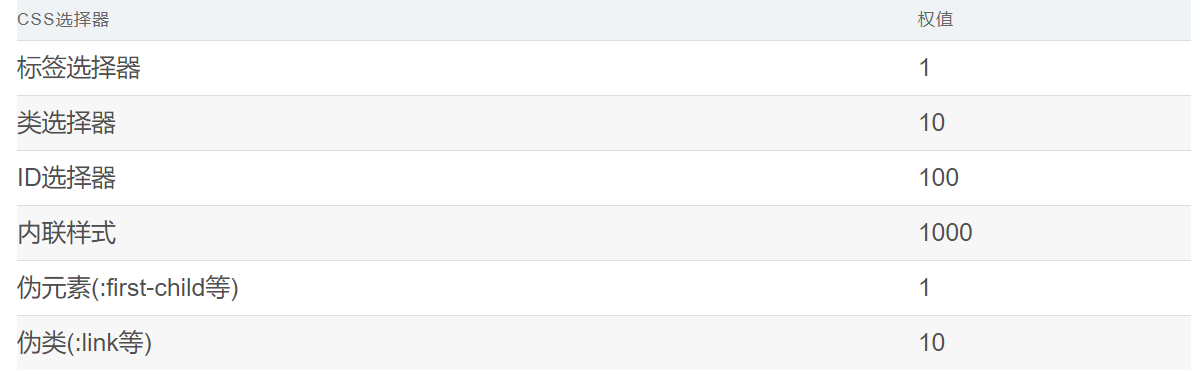 CSS选择器 权值
标签选择器 1
类选择器 10
ID选择器 100
内联样式 1000
伪元素(:first-child等) 1
伪类(:link等) 10